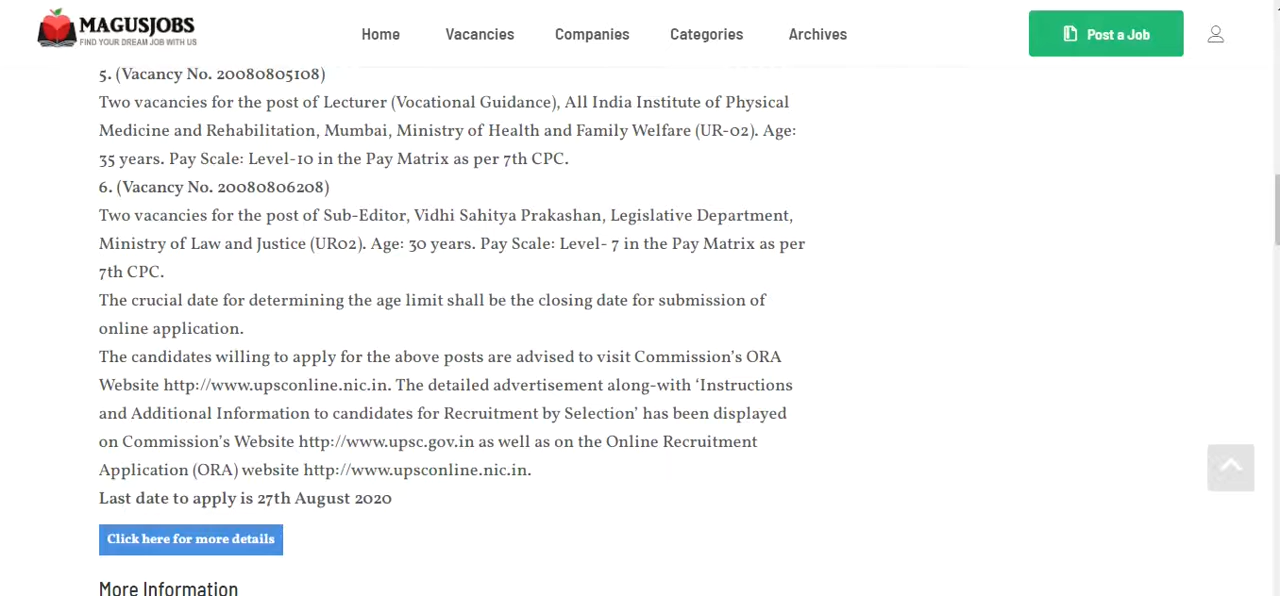 MAGUSJOBS
FIND YOUR DREAM JOB WITH US
Home Vacancies Companies Categories Archives
Post a Job
5. (Vacancy No. 20080805108)
Two vacancies for the post of Lecturer (Vocational Guidance), All India Institute of Physical
Medicine and Rehabilitation, Mumbai, Ministry of Health and Family Welfare (UR-02). Age:
35 years. Pay Scale: Level-10 in the Pay Matrix as per 7th CPC.
6. (Vacancy No. 20080806208)
Two vacancies for the post of Sub-Editor, Vidhi Sahitya Prakashan, Legislative Department,
Ministry of Law and Justice (UR02). Age: 30 years. Pay Scale: Level- 7 in the Pay Matrix as per
7th CPC.
The crucial date for determining the age limit shall be the closing date for submission of
online application.
The candidates willing to apply for the above posts are advised to visit Commission’s ORA
Website http://www.upsconline.nic.in. The detailed advertisement along-with ‘Instructions
and Additional Information to candidates for Recruitment by Selection’ has been displayed
on Commission’s Website http://www.upsc.gov.in as well as on the Online Recruitment
Application (ORA) website http://www.upsconline.nic.in.
Last date to apply is 27th August 2020
Click here for more details
More Information